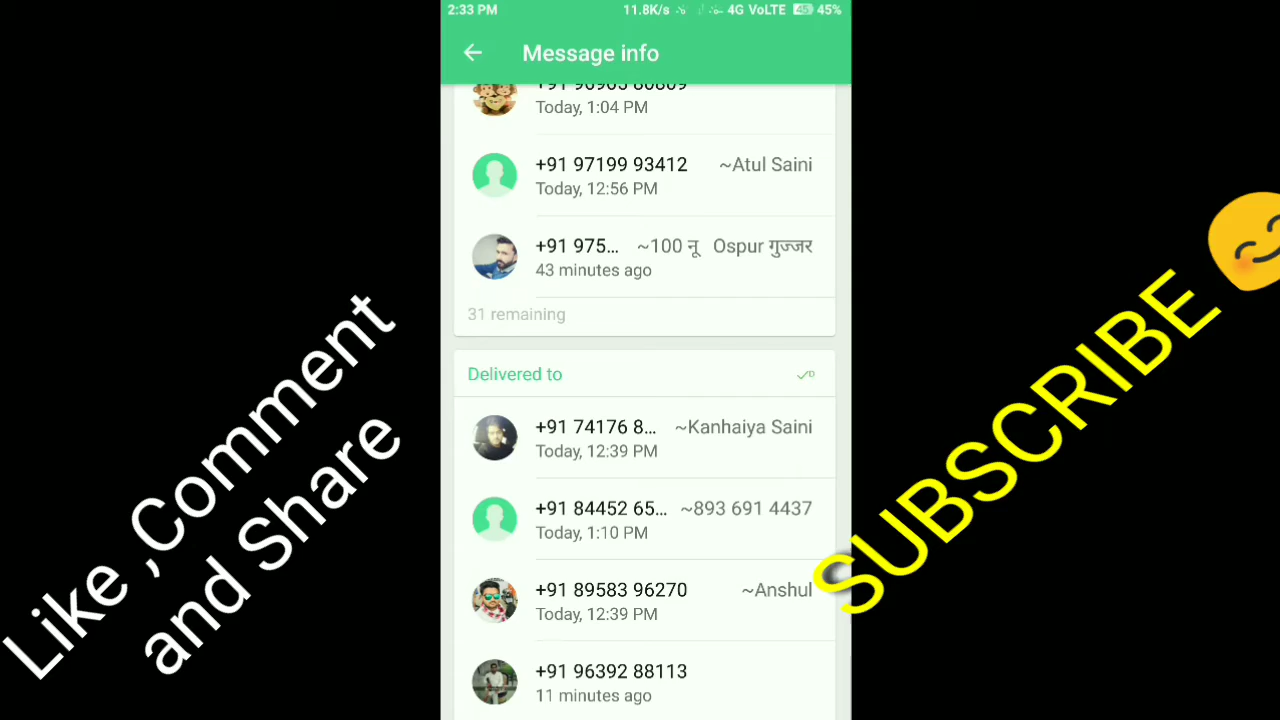 2:33 PM
11.8K/s
4G VoLTE
45
45%
Message info
Today, 1:04 PM
+91 97199 93412
~Atul Saini
Today, 12:56 PM
+91 975...
~100 नू Ospur गुज्जर
43 minutes ago
31 remaining
Delivered to
+91 74176 8...
~Kanhaiya Saini
Today, 12:39 PM
+91 84452 65...
~893 691 4437
Today, 1:10 PM
+91 89583 96270
~Anshul
Today, 12:39 PM
+91 96392 88113
11 minutes ago
Like ,Comment
and Share
SUBSCRIBE